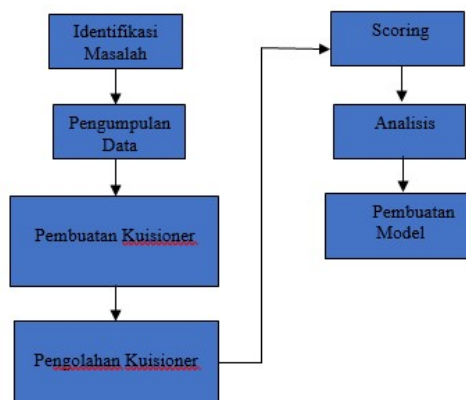 Identifikasi
Masalah
Pengumpulan
Data
Pembuatan Kuisioner
Pengolahan Kuisioner
Scoring
Analisis
Pembuatan
Model